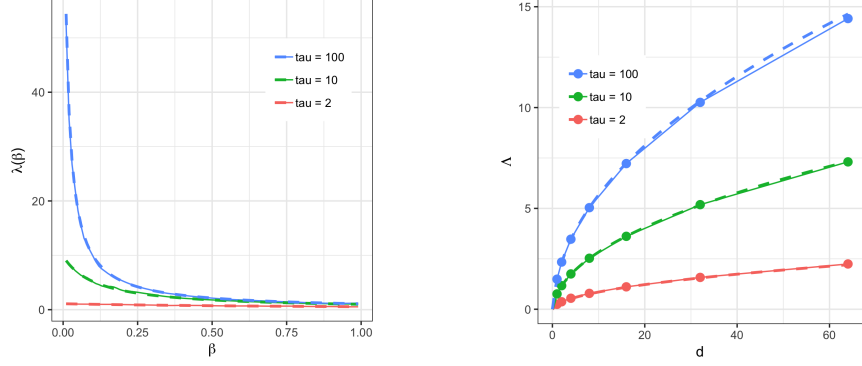 λ(β)
40
20
0
tau = 100
tau = 10
tau = 2
0.00 0.25 0.50 0.75 1.00
β
Λ
15
10
5
0
tau = 100
tau = 10
tau = 2
0 20 40 60
d